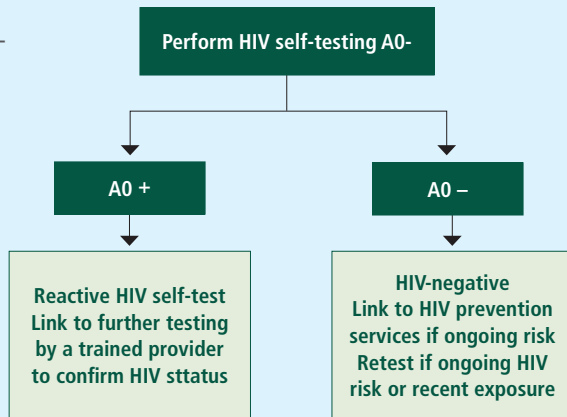 Perform HIV self-testing A0-
A0 +
A0 –
Reactive HIV self-test
Link to further testing
by a trained provider
to confirm HIV sttatus
HIV-negative
Link to HIV prevention
services if ongoing risk
Retest if ongoing HIV
risk or recent exposure